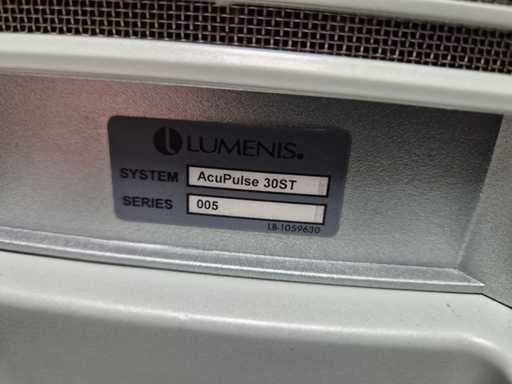 LUMENIS®
SYSTEM AcuPulse 30ST
SERIES 005
LB-1059630